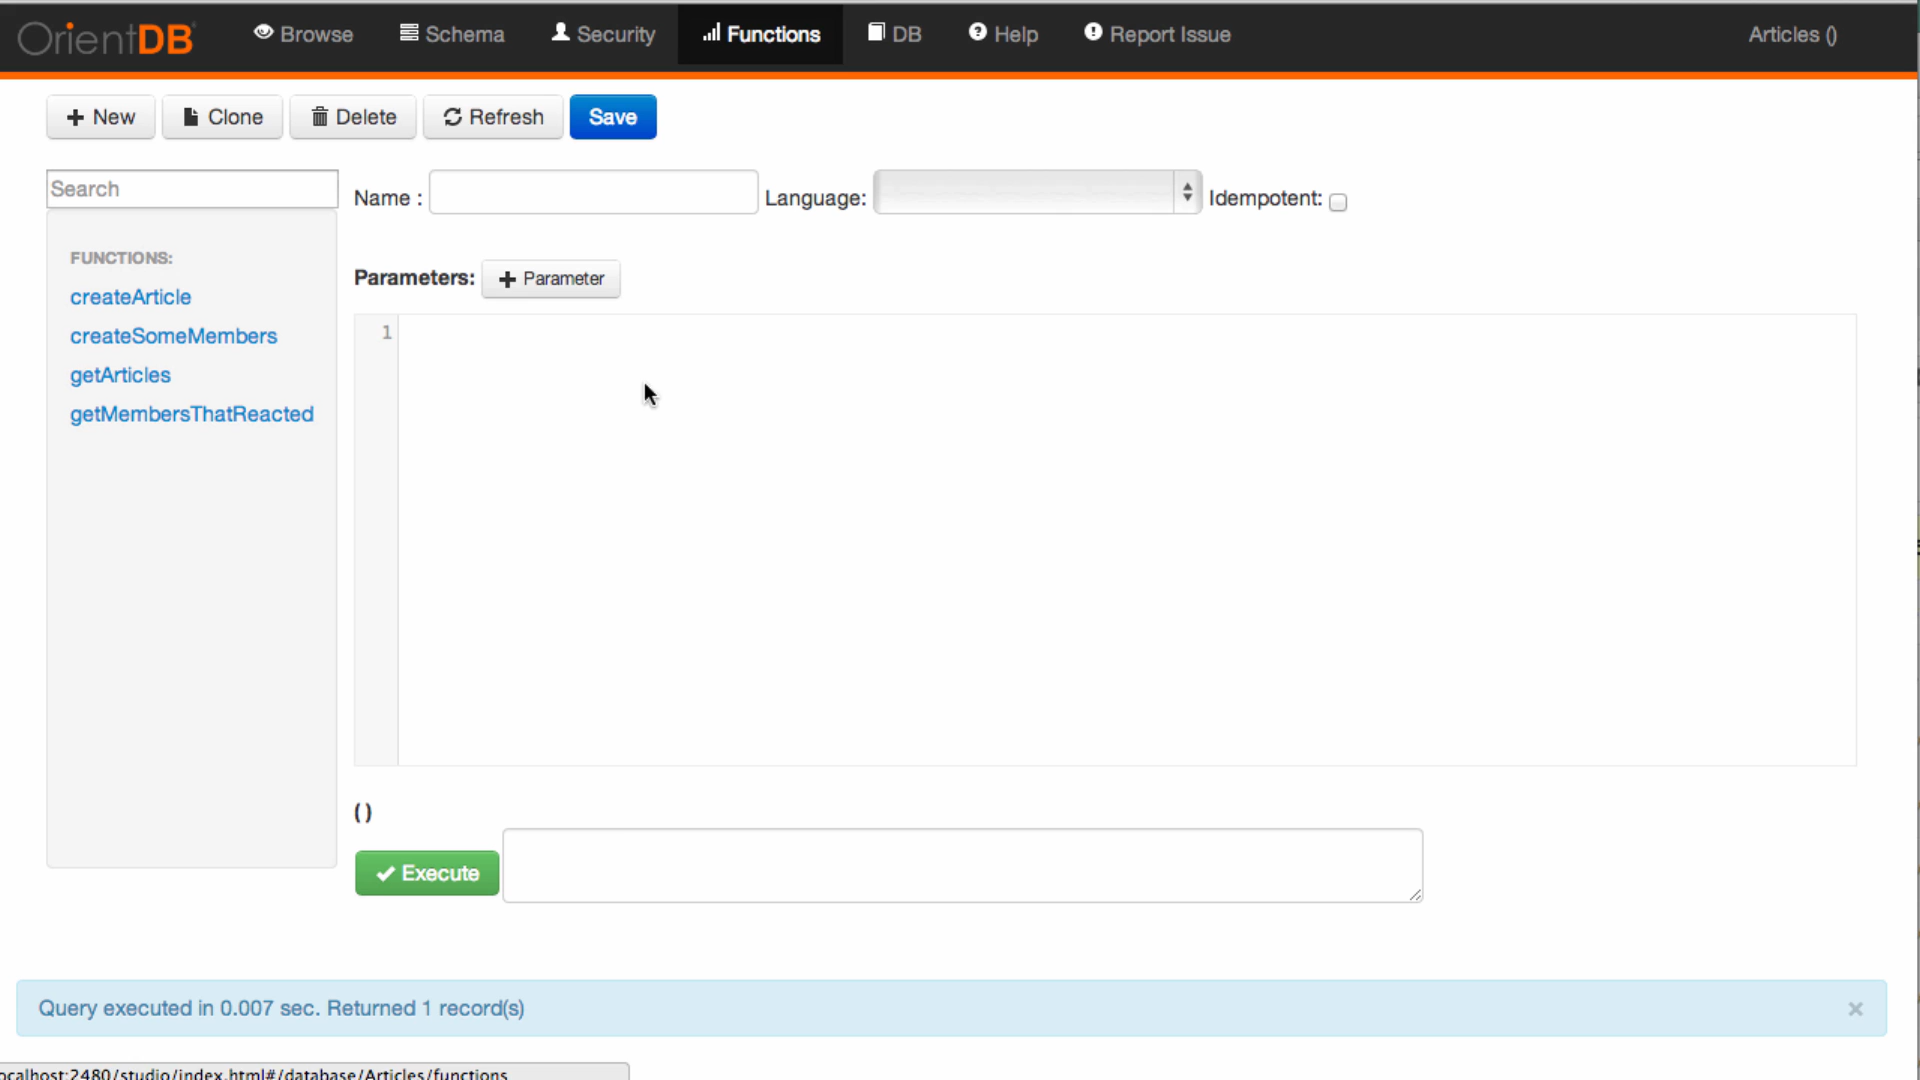 OrientDB Browse Schema Security Functions DB Help Report Issue Articles ()
New Clone Delete Refresh Save
Search
Name : Language: Idempotent:
FUNCTIONS:
createArticle
createSomeMembers
getArticles
getMembersThatReacted
Parameters: Parameter
1
()
Execute
Query executed in 0.007 sec. Returned 1 record(s) ×
ocalhost:2480/studio/index.html#/database/Articles/functions